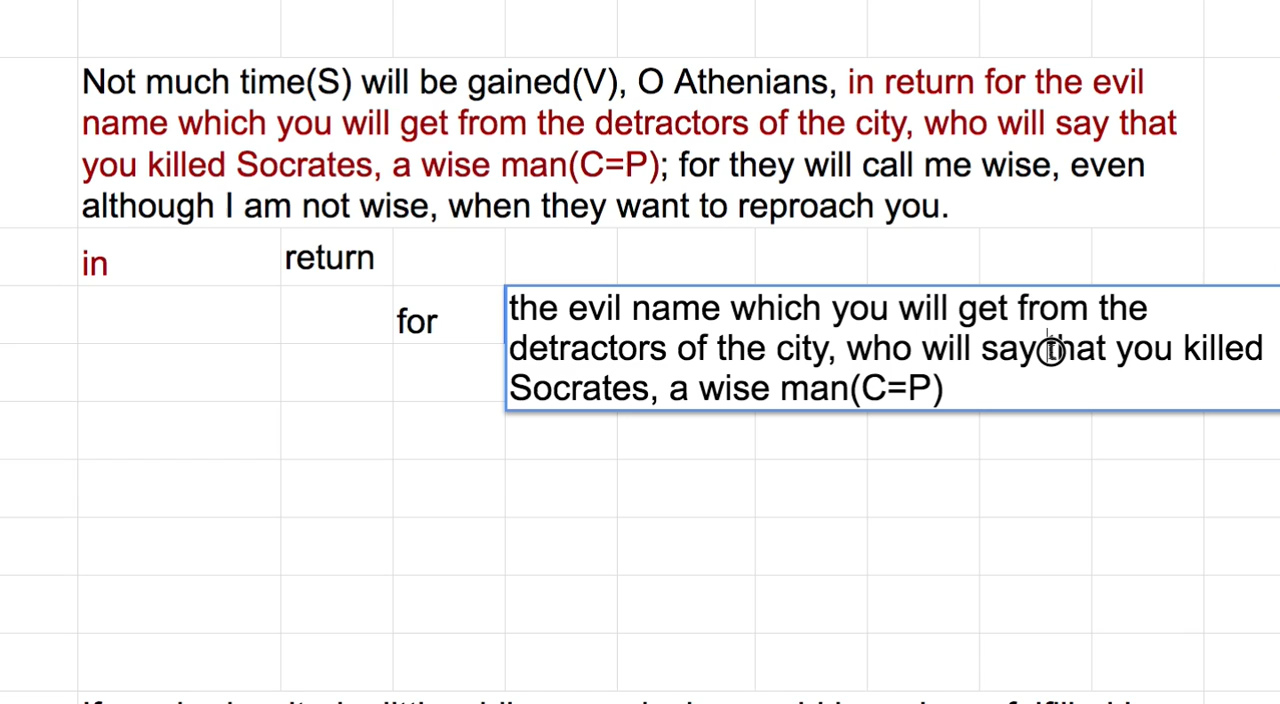 Not much time(S) will be gained(V), O Athenians, in return for the evil
name which you will get from the detractors of the city, who will say that
you killed Socrates, a wise man(C=P); for they will call me wise, even
although I am not wise, when they want to reproach you.
in return
for the evil name which you will get from the
detractors of the city, who will say that you killed
Socrates, a wise man(C=P)